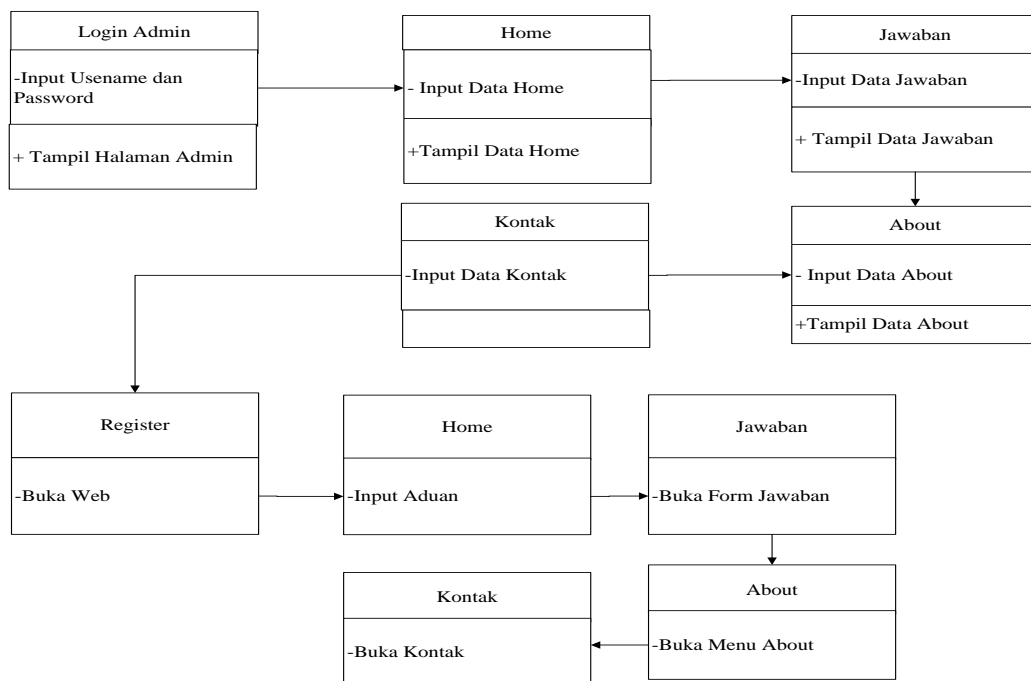 Login Admin
-Input Usename dan
Password
+ Tampil Halaman Admin
Home
- Input Data Home
+Tampil Data Home
Jawaban
-Input Data Jawaban
+ Tampil Data Jawaban
Kontak
-Input Data Kontak
About
- Input Data About
+Tampil Data About
Register
-Buka Web
Home
-Input Aduan
Jawaban
-Buka Form Jawaban
Kontak
-Buka Kontak
About
-Buka Menu About